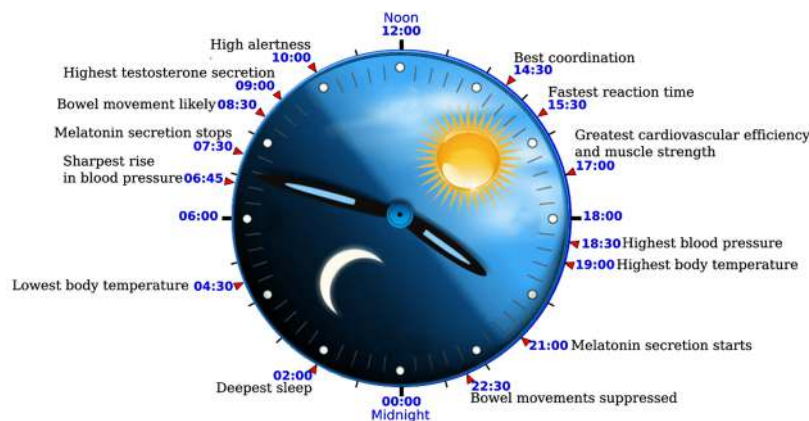 Noon
12:00
High alertness
10:00
Highest testosterone secretion
09:00
Bowel movement likely 08:30
Melatonin secretion stops
07:30
Sharpest rise
in blood pressure 06:45
06:00
Lowest body temperature 04:30
02:00
Deepest sleep
00:00
Midnight
Best coordination
14:30
Fastest reaction time
15:30
Greatest cardiovascular efficiency
and muscle strength
17:00
18:00
18:30 Highest blood pressure
19:00 Highest body temperature
21:00 Melatonin secretion starts
22:30
Bowel movements suppressed